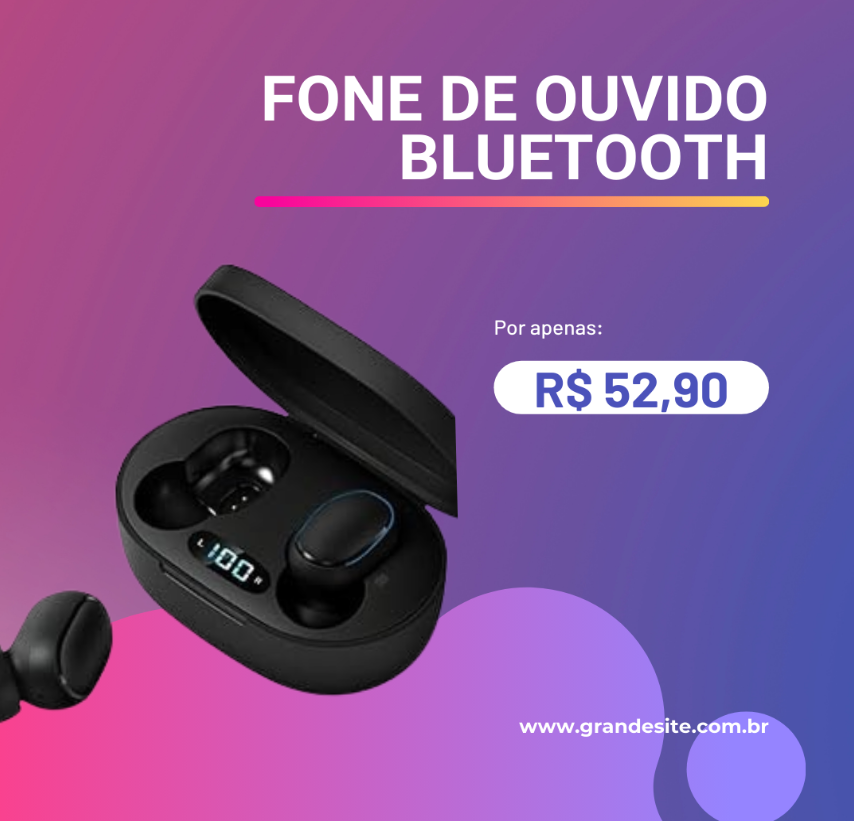 FONE DE OUVIDO
BLUETOOTH
Por apenas:
R$ 52,90
L 100 R
www.grandesite.com.br